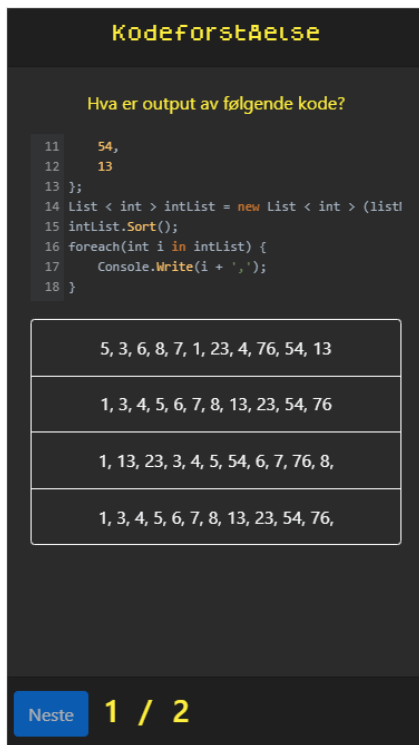 Kodeforståelse
Hva er output av følgende kode?
11 54,
12 13
13 };
14 List < int > intList = new List < int > (listI
15 intList.Sort();
16 foreach(int i in intList) {
17 Console.Write(i + ',');
18 }
5, 3, 6, 8, 7, 1, 23, 4, 76, 54, 13
1, 3, 4, 5, 6, 7, 8, 13, 23, 54, 76
1, 13, 23, 3, 4, 5, 54, 6, 7, 76, 8,
1, 3, 4, 5, 6, 7, 8, 13, 23, 54, 76,
Neste 1 / 2